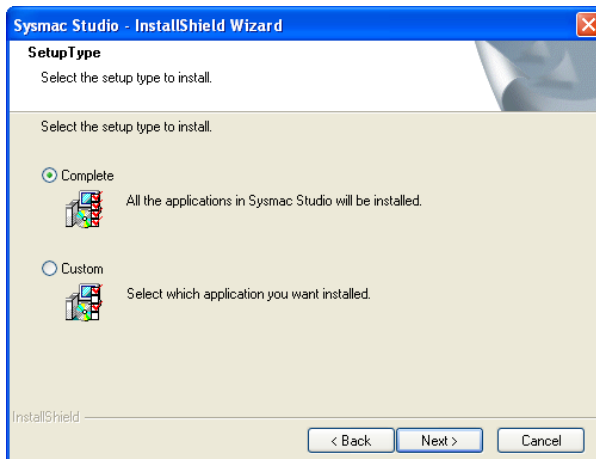 Sysmac Studio - InstallShield Wizard
SetupType
Select the setup type to install.
Select the setup type to install.
Complete
All the applications in Sysmac Studio will be installed.
Custom
Select which application you want installed.
InstallShield
< Back Next > Cancel